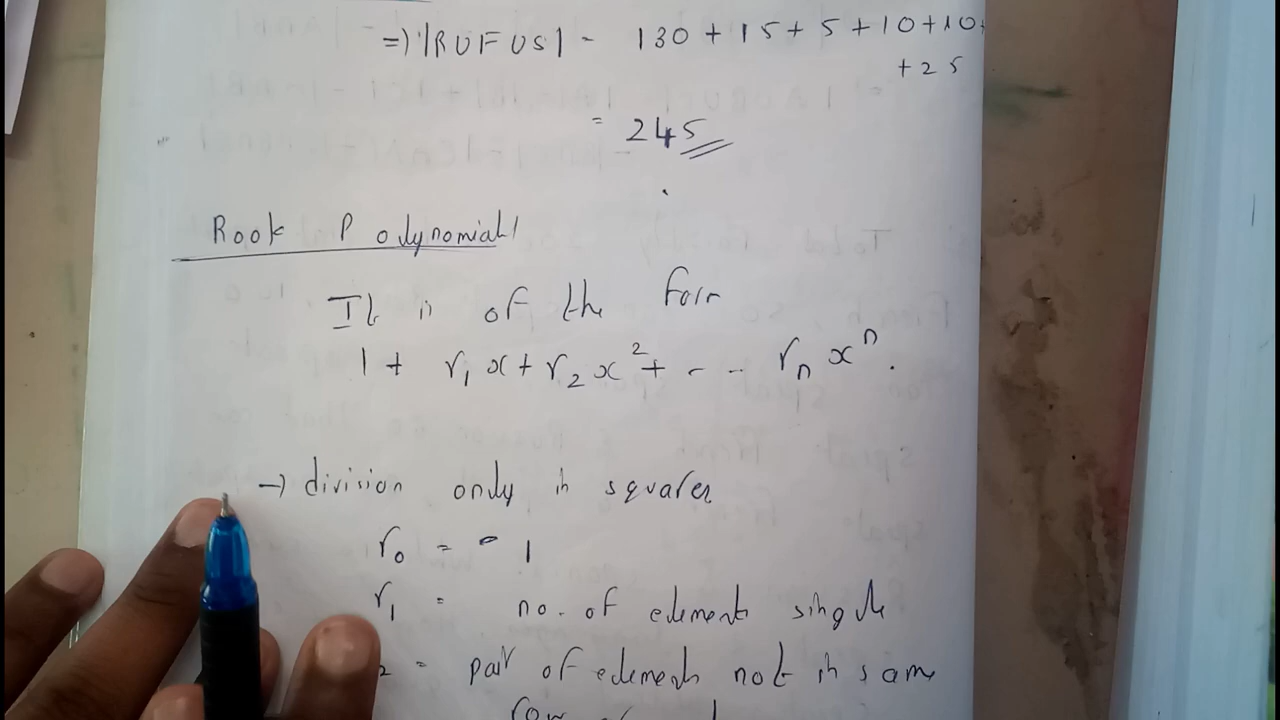 =) |RUFUS| - 130 + 15 + 5 + 10 + 10
+ 25
= 245
Rook Polynomial
It is of the form
1 + r₁x + r₂x² + - - .. rₙxⁿ.
→ division only in squares
r₀ = 1
r₁ = no. of elements single
2 = pair of elements not in same